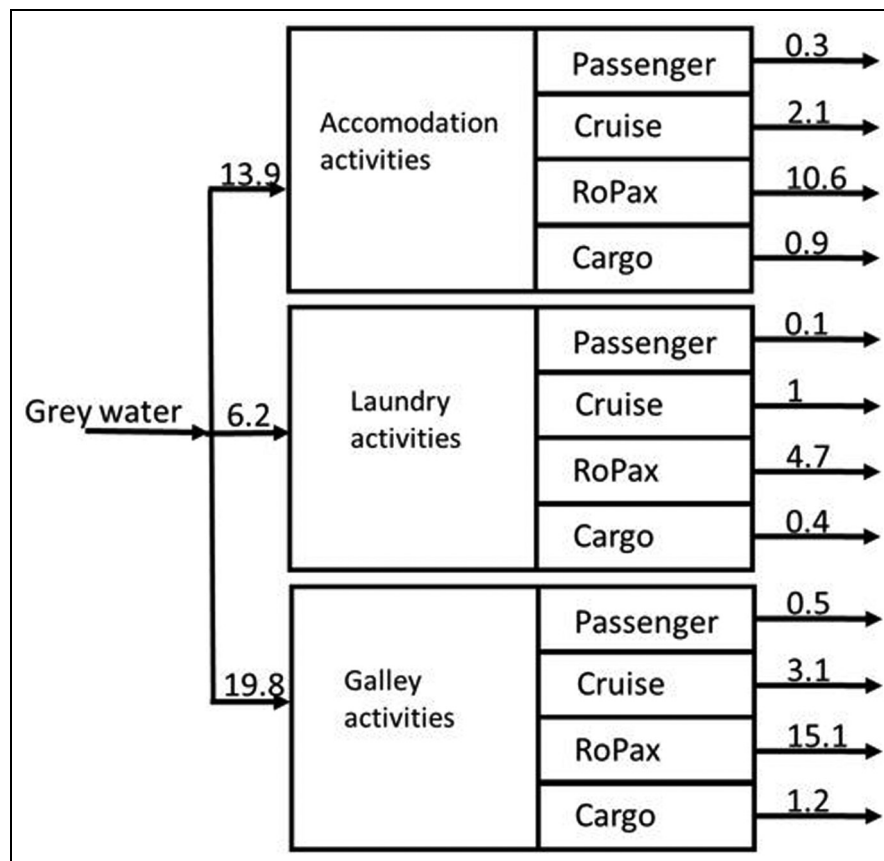 Grey water
13.9
Accomodation
activities
Passenger 0.3
Cruise 2.1
RoPax 10.6
Cargo 0.9
6.2
Laundry
activities
Passenger 0.1
Cruise 1
RoPax 4.7
Cargo 0.4
19.8
Galley
activities
Passenger 0.5
Cruise 3.1
RoPax 15.1
Cargo 1.2